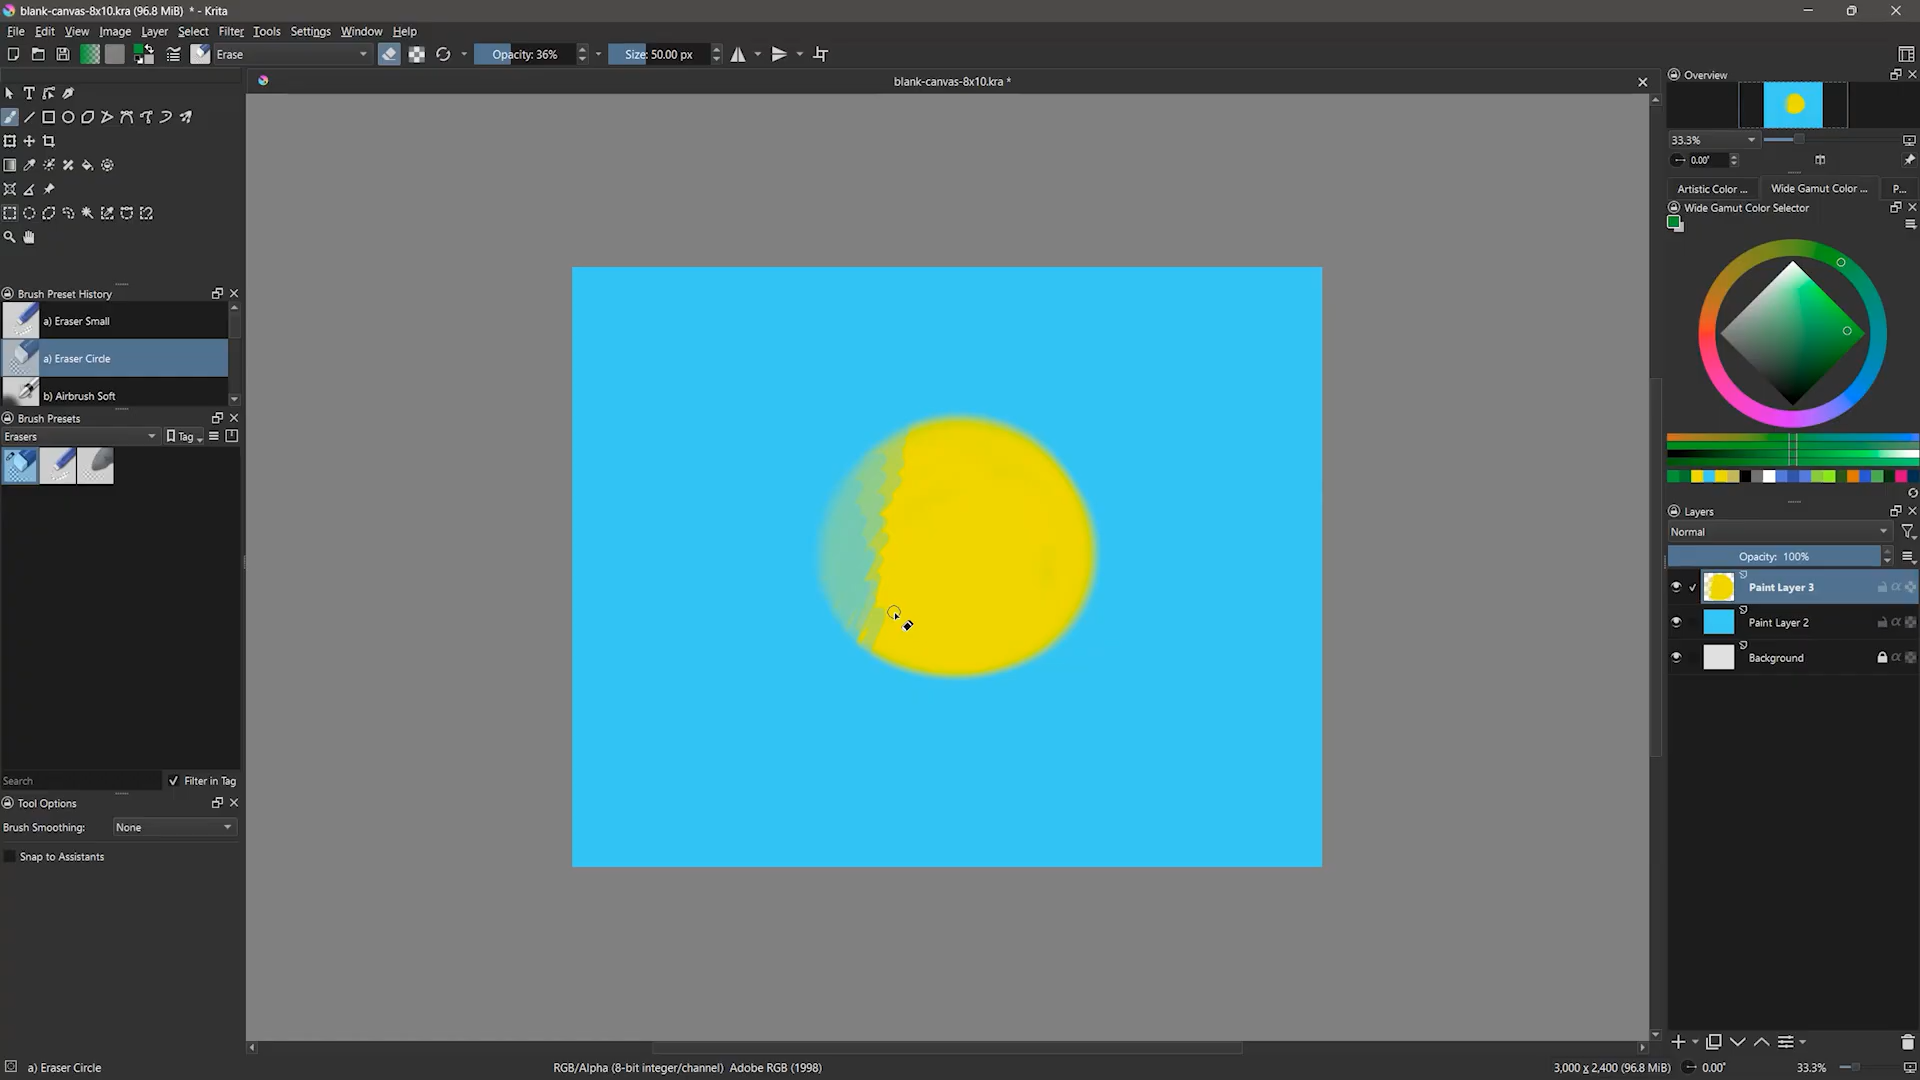 blank-canvas-8x10.kra (96.8 MiB) * - Krita
File Edit View Image Layer Select Filter Tools Settings Window Help
Erase
Opacity: 36%
Size: 50.00 px
blank-canvas-8x10.kra *
Overview
33.3%
0.00°
Artistic Color ...
Wide Gamut Color ...
P...
Wide Gamut Color Selector
Brush Preset History
a) Eraser Small
a) Eraser Circle
b) Airbrush Soft
Brush Presets
Erasers
Tag
Search
Filter in Tag
Tool Options
Brush Smoothing:
None
Snap to Assistants
Layers
Normal
Opacity: 100%
Paint Layer 3
Paint Layer 2
Background
a) Eraser Circle
RGB/Alpha (8-bit integer/channel) Adobe RGB (1998)
3,000 x 2,400 (96.8 MiB)
0.00°
33.3%